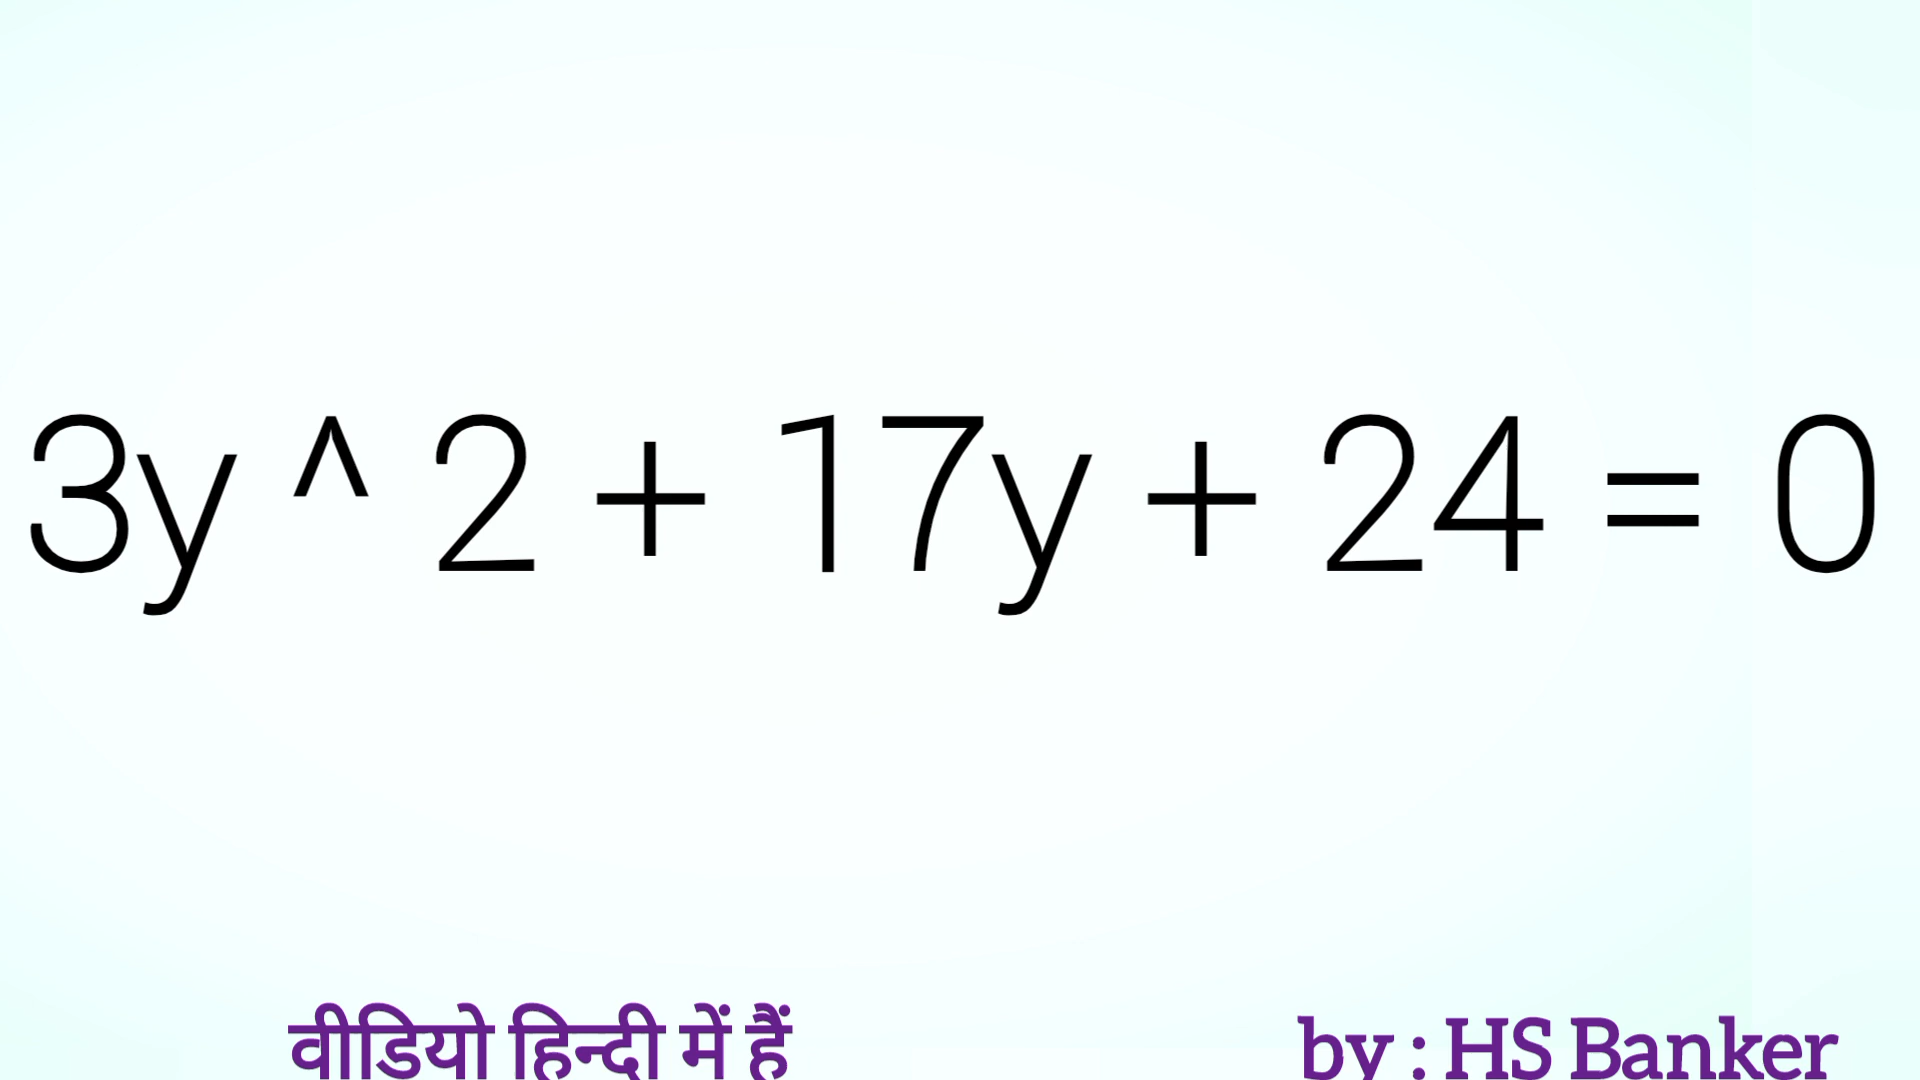 3y ^ 2 + 17y + 24 = 0
वीडियो हिन्दी में हैं by : HS Banker